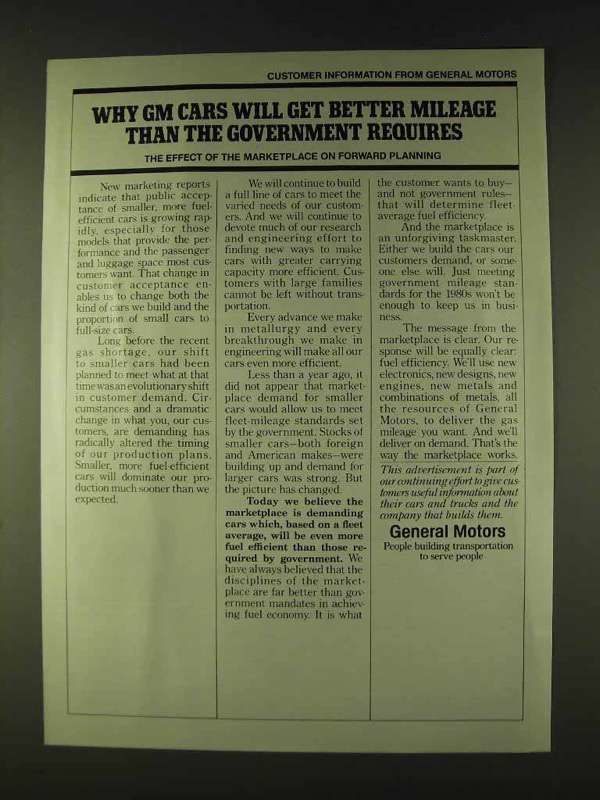 CUSTOMER INFORMATION FROM GENERAL MOTORS
WHY GM CARS WILL GET BETTER MILEAGE
THAN THE GOVERNMENT REQUIRES
THE EFFECT OF THE MARKETPLACE ON FORWARD PLANNING
New marketing reports
indicate that public accep-
tance of smaller, more fuel-
efficient cars is growing rap-
idly, especially for those
models that provide the per-
formance and the passenger
and luggage space most cus-
tomers want. That change in
customer acceptance en-
ables us to change both the
kind of cars we build and the
proportion of small cars to
full-size cars.
Long before the recent
gas shortage, our shift
to smaller cars had been
planned to meet what at that
time was an evolutionary shift
in customer demand. Cir-
cumstances and a dramatic
change in what you, our cus-
tomers, are demanding has
radically altered the timing
of our production plans.
Smaller, more fuel-efficient
cars will dominate our pro-
duction much sooner than we
expected.
We will continue to build
a full line of cars to meet the
varied needs of our custom-
ers. And we will continue to
devote much of our research
and engineering effort to
finding new ways to make
cars with greater carrying
capacity more efficient. Cus-
tomers with large families
cannot be left without trans-
portation.
Every advance we make
in metallurgy and every
breakthrough we make in
engineering will make all our
cars even more efficient.
Less than a year ago, it
did not appear that market-
place demand for smaller
cars would allow us to meet
fleet-mileage standards set
by the government. Stocks of
smaller cars—both foreign
and American makes—were
building up and demand for
larger cars was strong. But
the picture has changed.
Today we believe the
marketplace is demanding
cars which, based on a fleet
average, will be even more
fuel efficient than those re-
quired by government. We
have always believed that the
disciplines of the market-
place are far better than gov-
ernment mandates in achiev-
ing fuel economy. It is what
the customer wants to buy—
and not government rules—
that will determine fleet-
average fuel efficiency.
And the marketplace is
an unforgiving taskmaster.
Either we build the cars our
customers demand, or some-
one else will. Just meeting
government mileage stan-
dards for the 1980s won't be
enough to keep us in busi-
ness.
The message from the
marketplace is clear. Our re-
sponse will be equally clear:
fuel efficiency. We'll use new
electronics, new designs, new
engines, new metals and
combinations of metals, all
the resources of General
Motors, to deliver the gas
mileage you want. And we'll
deliver on demand. That's the
way the marketplace works.
This advertisement is part of
our continuing effort to give cus-
tomers useful information about
their cars and trucks and the
company that builds them.
General Motors
People building transportation
to serve people